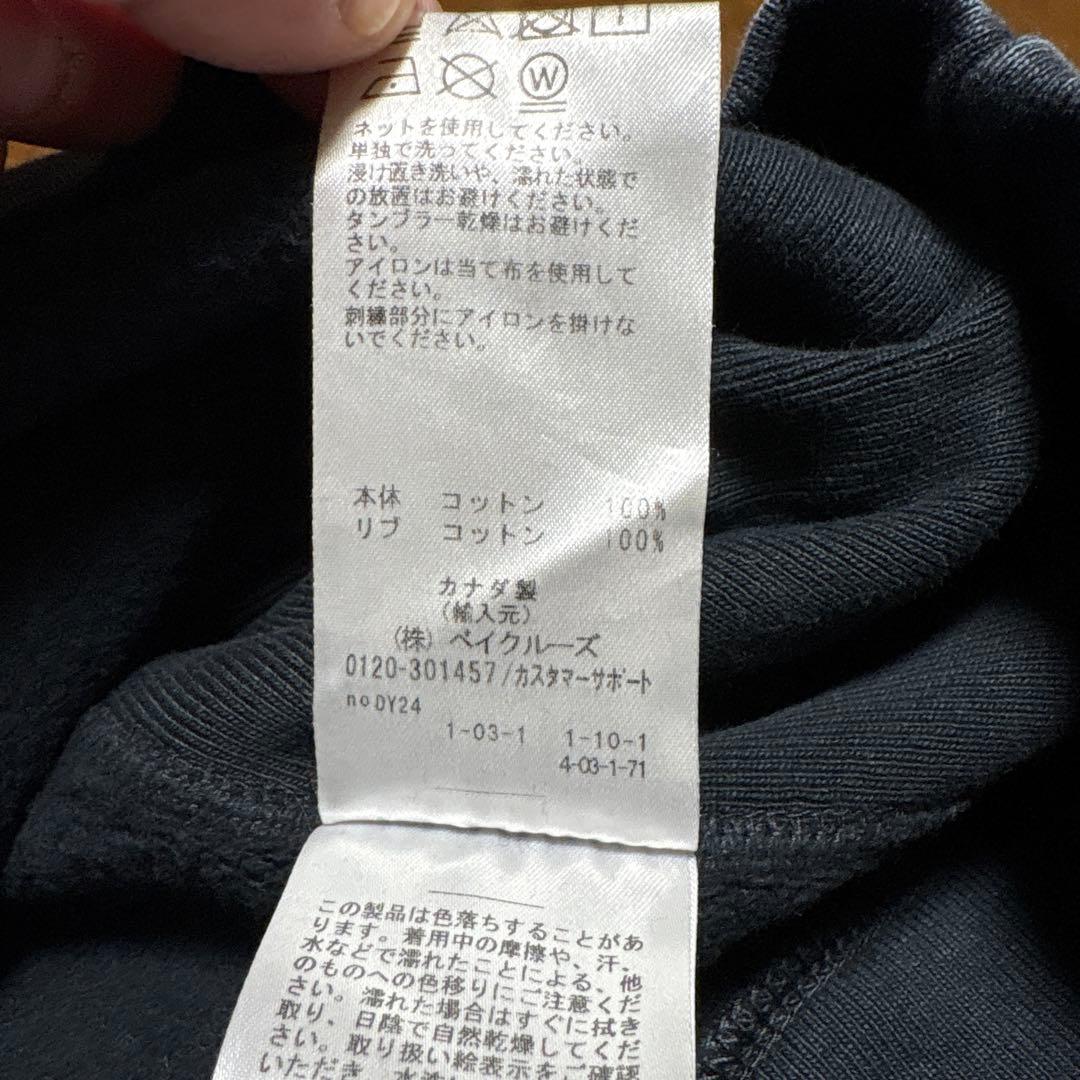 W
ネットを使用してください。
単独で洗ってください。
浸け置き洗いや、濡れた状態で
の放置はお避けください。
タンブラー乾燥はお避けくだ
さい。
アイロンは当て布を使用して
ください。
刺繍部分にアイロンを掛けな
いでください。
本体 コットン 100%
リブ コットン 100%
カナダ製
(輸入元)
(株) ベイクルーズ
0120-301457/カスタマーサポート
noDY24
1-03-1 1-10-1
4-03-1-71
この製品は色落ちすることがあ
ります。着用中の摩擦や、汗、
水などで濡れたことによる、他
のものへの色移りにご注意くだ
さい。濡れた場合はすぐに拭き
取り、日陰で自然乾燥してくだ
さい。取り扱い絵表示をご確認
いただき、